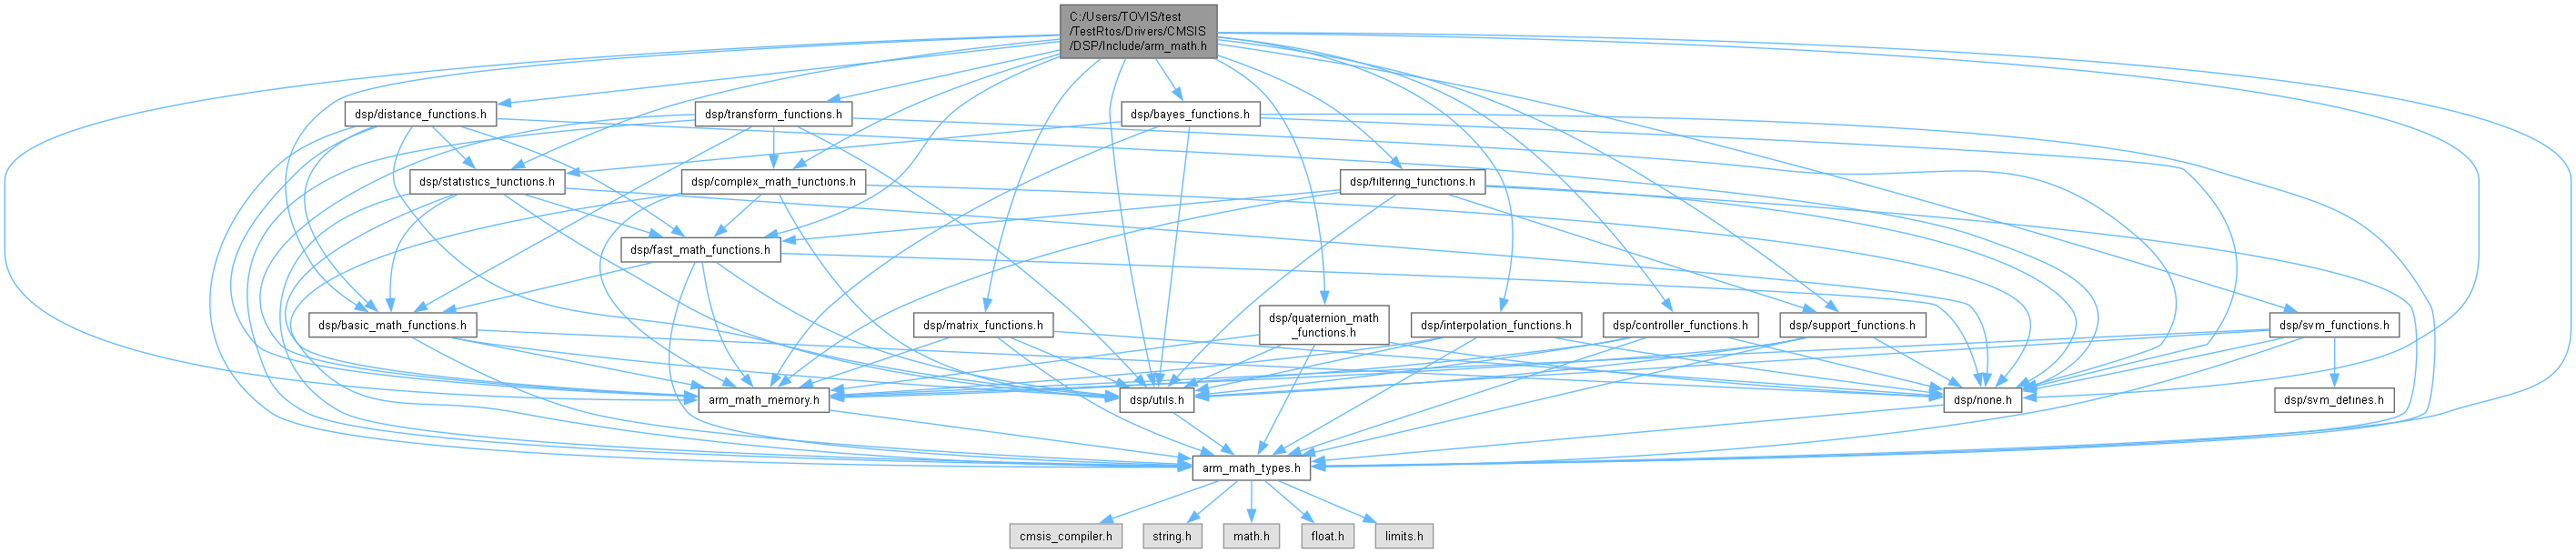 C:/Users/TOVIS/test
/TestRtos/Drivers/CMSIS
/DSP/Include/arm_math.h
dsp/distance_functions.h
dsp/transform_functions.h
dsp/bayes_functions.h
dsp/statistics_functions.h
dsp/complex_math_functions.h
dsp/filtering_functions.h
dsp/fast_math_functions.h
dsp/basic_math_functions.h
dsp/matrix_functions.h
dsp/quaternion_math
_functions.h
dsp/interpolation_functions.h
dsp/controller_functions.h
dsp/support_functions.h
dsp/svm_functions.h
arm_math_memory.h
dsp/utils.h
dsp/none.h
dsp/svm_defines.h
arm_math_types.h
cmsis_compiler.h
string.h
math.h
float.h
limits.h